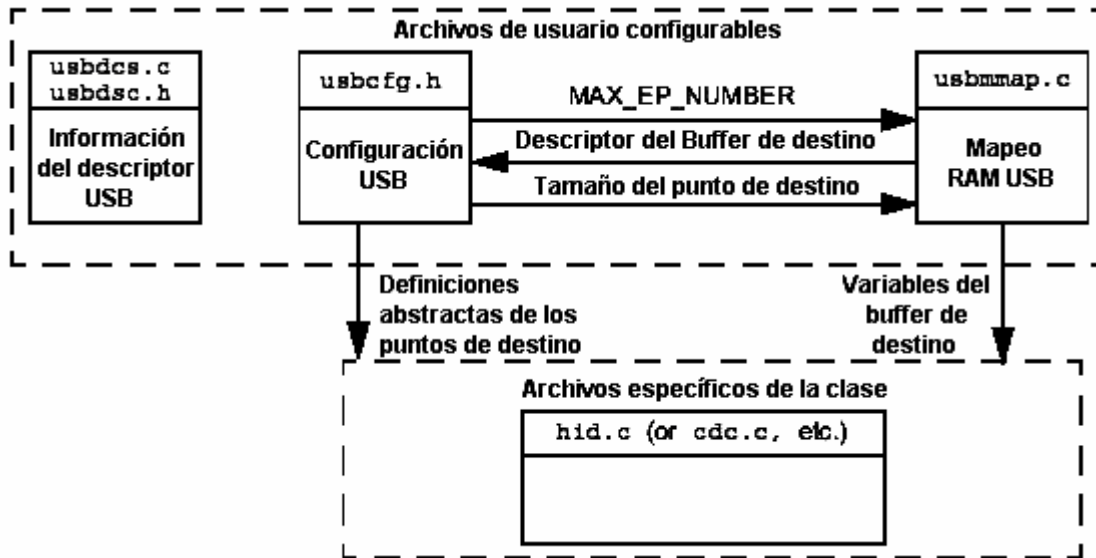 Archivos de usuario configurables
usbdcs.c
usbdsc.h
Información
del descriptor
USB
usbcfg.h
Configuración
USB
MAX_EP_NUMBER
Descriptor del Buffer de destino
Tamaño del punto de destino
usbmmap.c
Mapeo
RAM USB
Definiciones
abstractas de los
puntos de destino
Variables del
buffer de
destino
Archivos específicos de la clase
hid.c (or cdc.c, etc.)